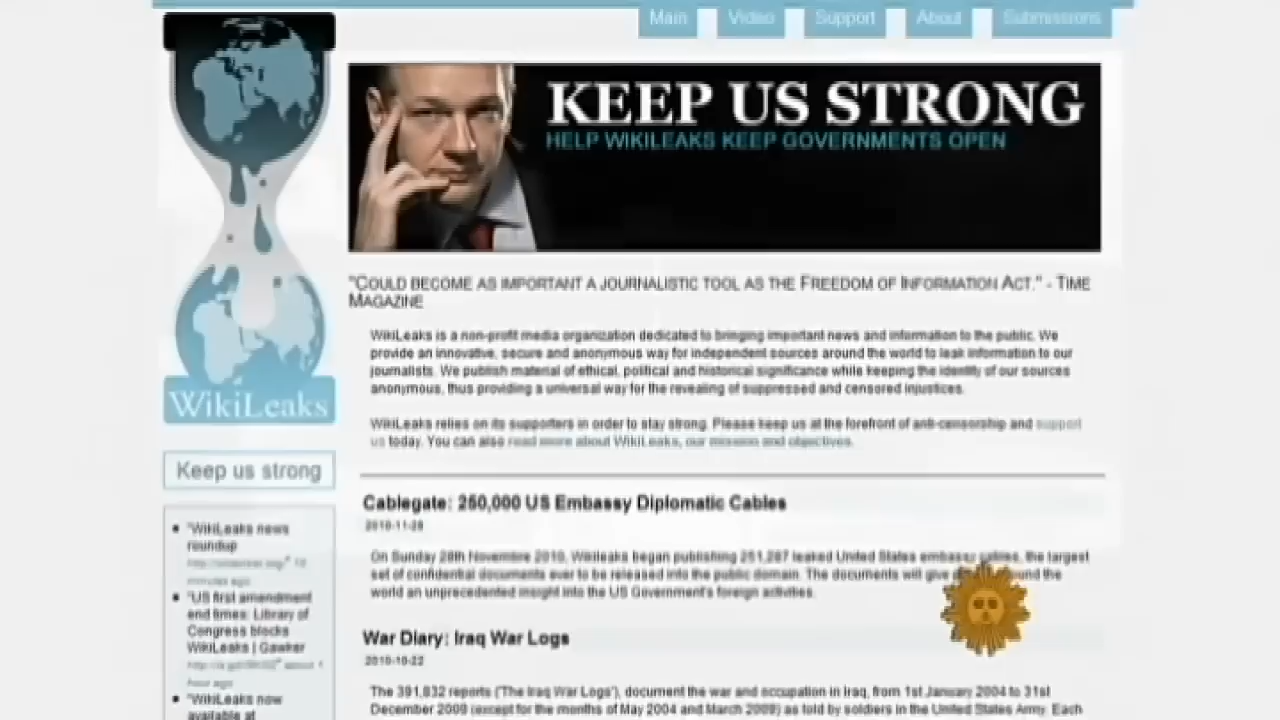 Main Video Support About Submissions
KEEP US STRONG
HELP WIKILEAKS KEEP GOVERNMENTS OPEN
"COULD BECOME AS IMPORTANT A JOURNALISTIC TOOL AS THE FREEDOM OF INFORMATION ACT." - TIME
MAGAZINE
WikiLeaks is a non-profit media organization dedicated to bringing important news and information to the public. We
provide an innovative, secure and anonymous way for independent sources around the world to leak information to our
journalists. We publish material of ethical, political and historical significance while keeping the identity of our sources
anonymous, thus providing a universal way for the revealing of suppressed and censored injustices.
WikiLeaks relies on its supporters in order to stay strong. Please keep us at the forefront of anti-censorship and support
us today. You can also read more about WikiLeaks, our mission and objectives.
WikiLeaks
Keep us strong
"WikiLeaks news
roundup
minutes ago
"US first amendment
end times: Library of
Congress blocks
WikiLeaks | Gawker
about 1
hour ago
"WikiLeaks now
available at
Cablegate: 250,000 US Embassy Diplomatic Cables
2010-11-28
On Sunday 28th Novembre 2010, Wikileaks began publishing 251,287 leaked United States embassy cables, the largest
set of confidential documents ever to be released into the public domain. The documents will give the
world an unprecedented insight into the US Government's foreign activities.
War Diary: Iraq War Logs
2010-10-22
The 391,832 reports ('The Iraq War Logs'), document the war and occupation in Iraq, from 1st January 2004 to 31st
December 2009 (except for the months of May 2004 and March 2009) as told by soldiers in the United States Army. Each